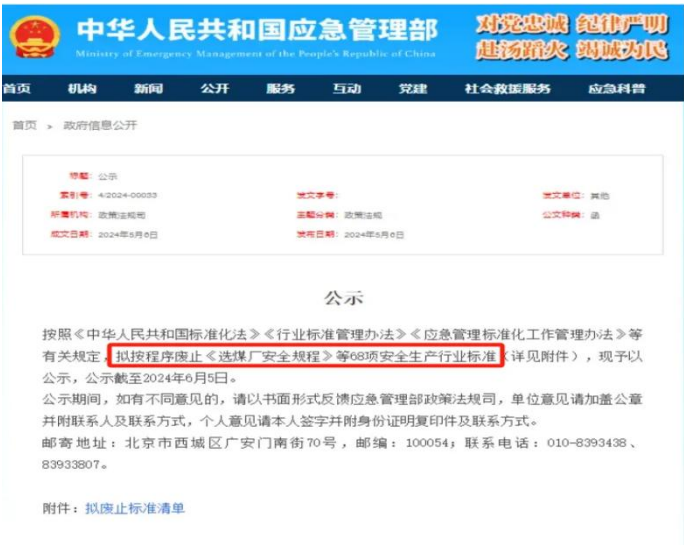 中华人民共和国应急管理部
Ministry of Emergency Management of the People's Republic of China
对党忠诚 纪律严明
赴汤蹈火 竭诚为民
首页 机构 新闻 公开 服务 互动 党建 社会救援服务 应急科普
首页 > 政府信息公开
标题: 公示
索引号: 4/2024-00033 发文字号: 发文单位: 其他
所属机构: 政策法规司 主题分类: 政策法规 公文种类: 函
成文日期: 2024年5月6日 发布日期: 2024年5月6日
公示
按照《中华人民共和国标准化法》《行业标准管理办法》《应急管理标准化工作管理办法》等
有关规定,拟按程序废止《选煤厂安全规程》等68项安全生产行业标准(详见附件),现予以
公示,公示截至2024年6月5日。
公示期间,如有不同意见的,请以书面形式反馈应急管理部政策法规司,单位意见请加盖公章
并附联系人及联系方式,个人意见请本人签字并附身份证明复印件及联系方式。
邮寄地址:北京市西城区广安门南街70号,邮编:100054;联系电话:010-8393438、
83933807。
附件:拟废止标准清单